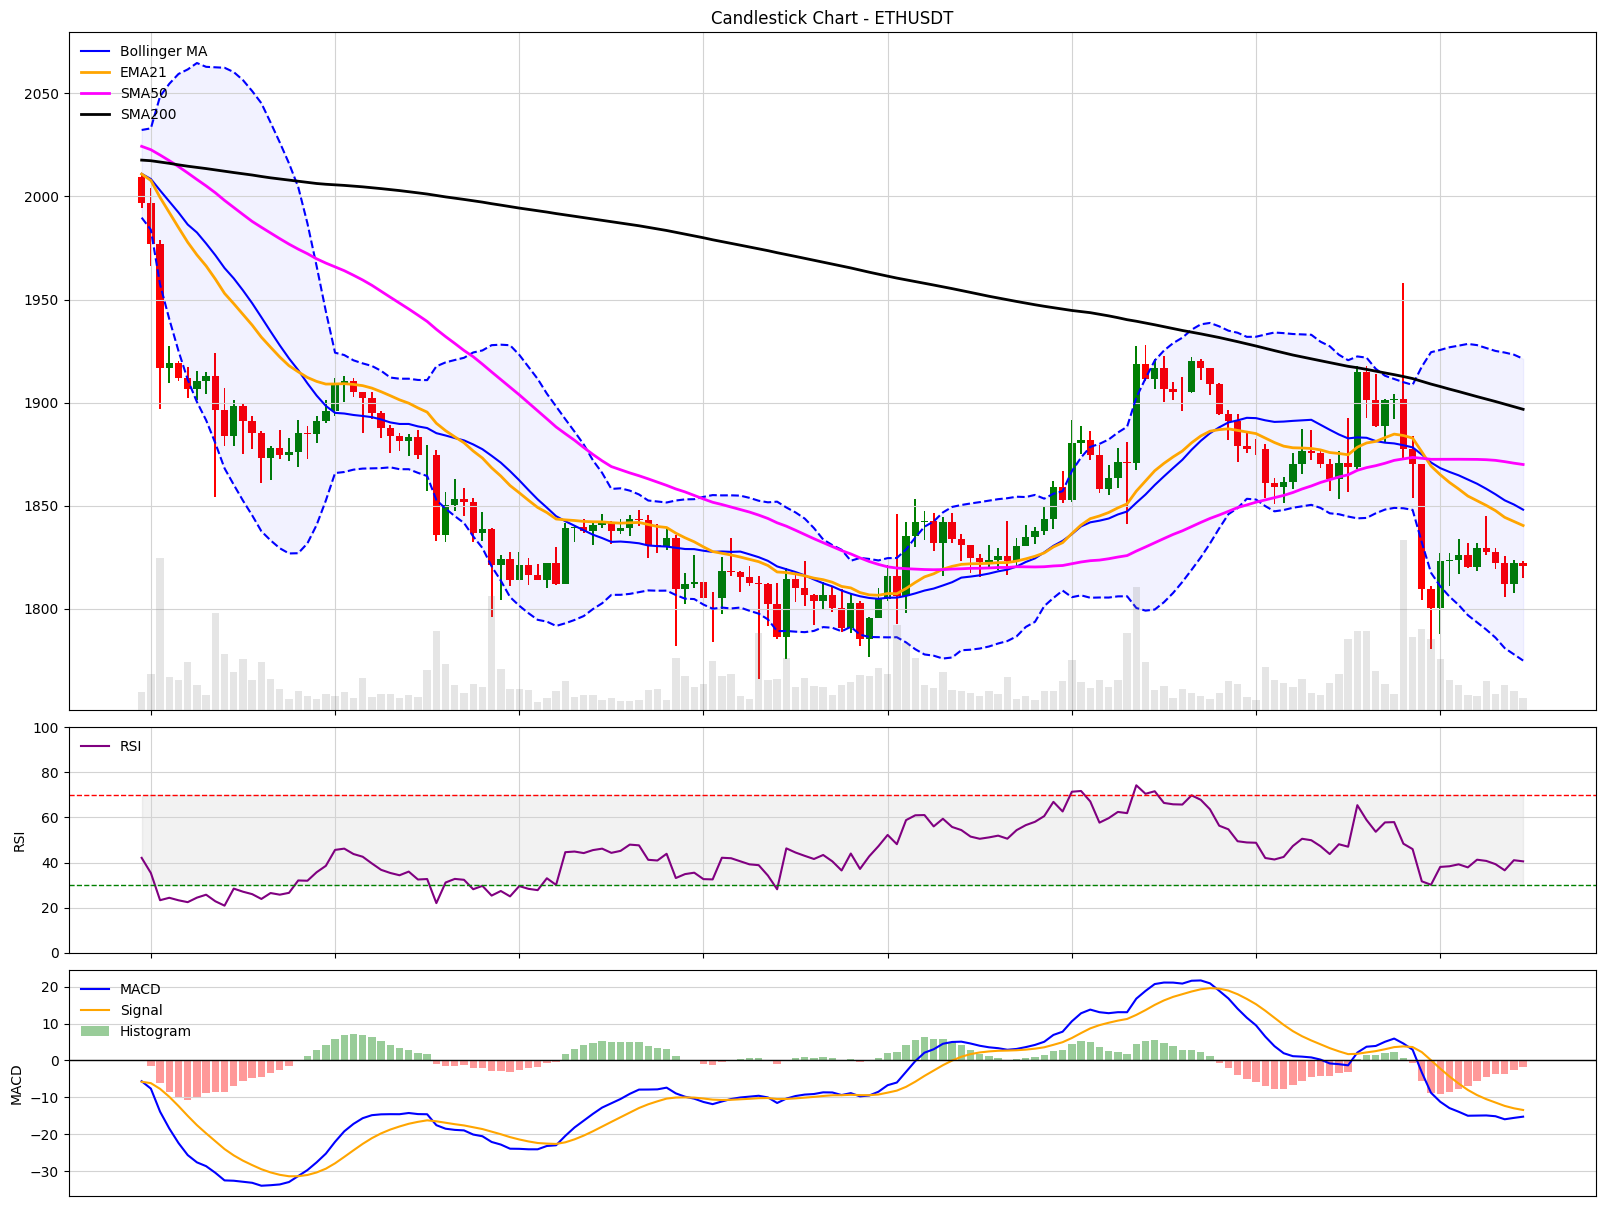 Candlestick Chart - ETHUSDT
Bollinger MA
EMA21
SMA50
SMA200
2050
2000
1950
1900
1850
1800
RSI
100
80
60
40
20
0
RSI
MACD
Signal
Histogram
20
10
0
−10
−20
−30
MACD